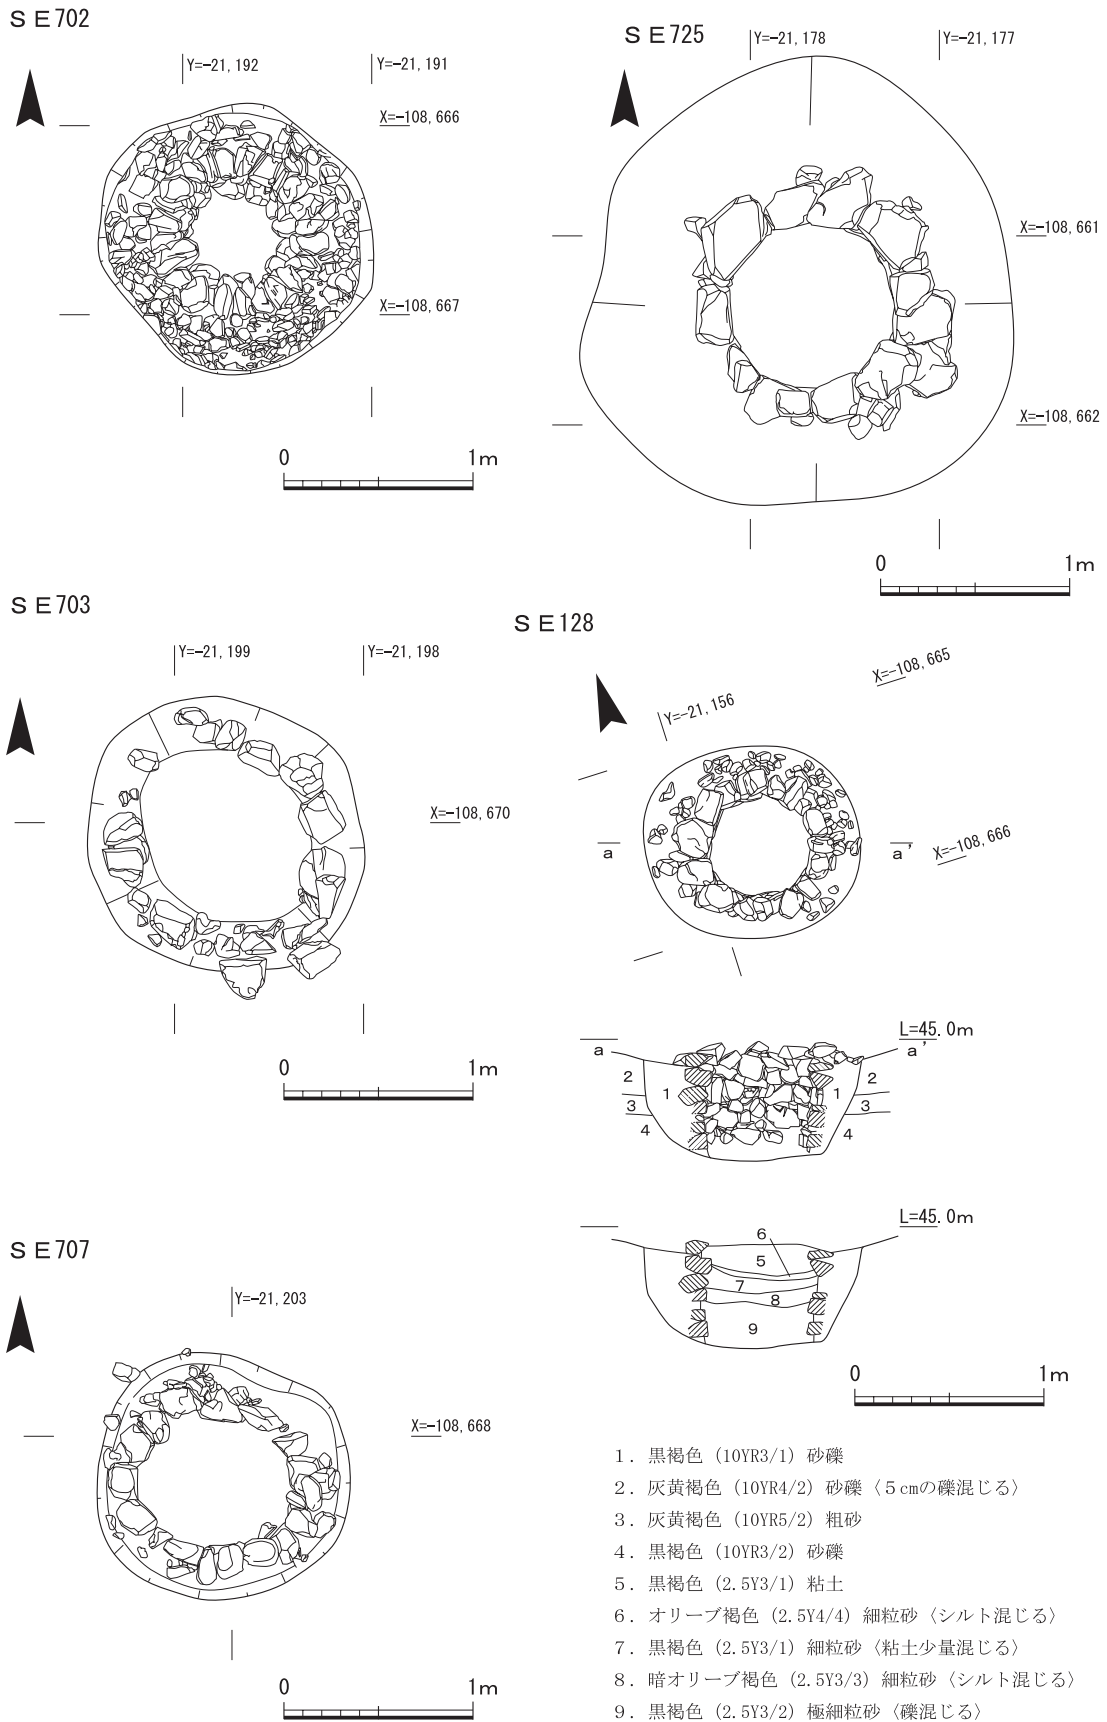 ＳＥ702
Y=-21,192
Y=-21,191
X=-108,666
X=-108,667
0 1m
ＳＥ725
Y=-21,178
Y=-21,177
X=-108,661
X=-108,662
0 1m
ＳＥ703
Y=-21,199
Y=-21,198
X=-108,670
0 1m
ＳＥ128
X=-108,665
Y=-21,156
a a'
X=-108,666
L=45.0m
a a'
2 1 1 2
3 3
4 4
L=45.0m
6
5
7
8
9
0 1m
ＳＥ707
Y=-21,203
X=-108,668
0 1m
１．黒褐色（10YR3/1）砂礫
２．灰黄褐色（10YR4/2）砂礫〈５cmの礫混じる〉
３．灰黄褐色（10YR5/2）粗砂
４．黒褐色（10YR3/2）砂礫
５．黒褐色（2.5Y3/1）粘土
６．オリーブ褐色（2.5Y4/4）細粒砂〈シルト混じる〉
７．黒褐色（2.5Y3/1）細粒砂〈粘土少量混じる〉
８．暗オリーブ褐色（2.5Y3/3）細粒砂〈シルト混じる〉
９．黒褐色（2.5Y3/2）極細粒砂〈礫混じる〉